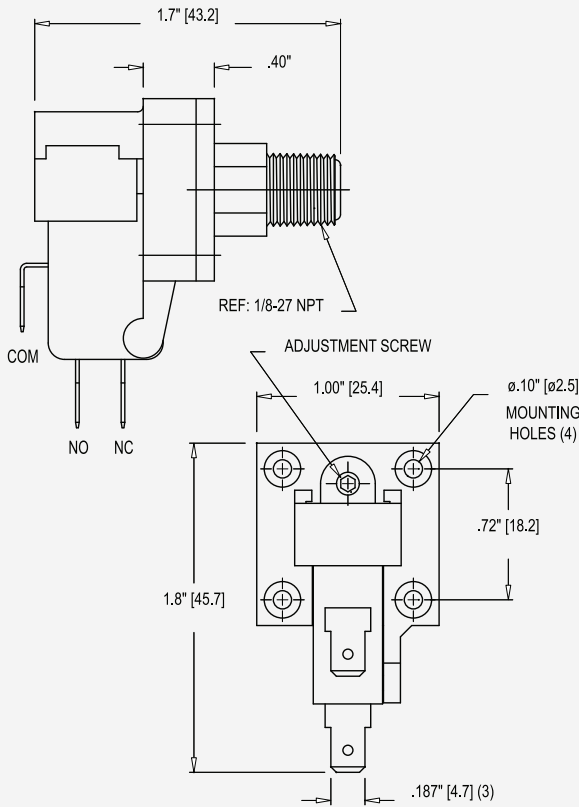 1.7" [43.2]
.40"
REF: 1/8-27 NPT
COM
NO NC
ADJUSTMENT SCREW
1.00" [25.4]
ø.10" [ø2.5]
MOUNTING
HOLES (4)
.72" [18.2]
1.8" [45.7]
.187" [4.7] (3)